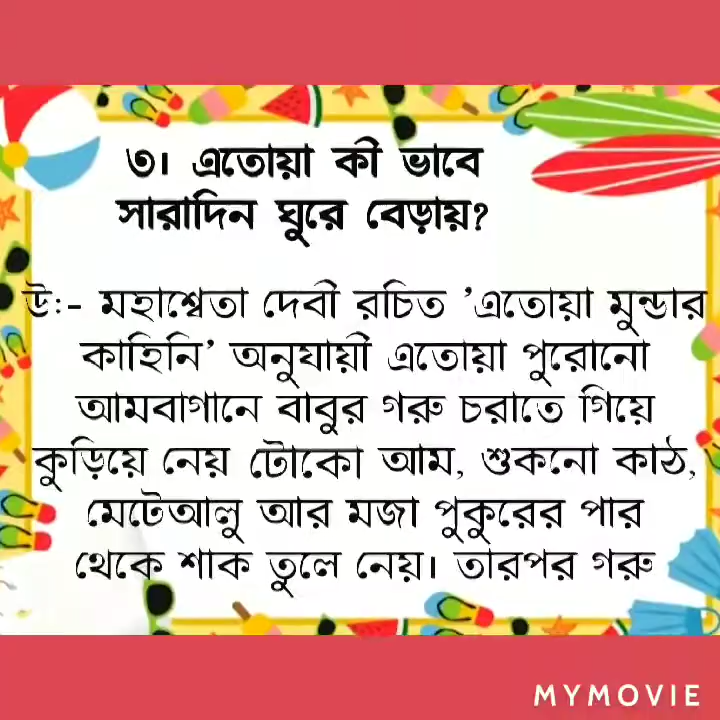 ৩। এতোয়া কী ভাবে
সারাদিন ঘুরে বেড়ায়?
উঃ- মহাশ্বেতা দেবী রচিত 'এতোয়া মুন্ডার
কাহিনি' অনুযায়ী এতোয়া পুরোনো
আমবাগানে বাবুর গরু চরাতে গিয়ে
কুড়িয়ে নেয় টোকো আম, শুকনো কাঠ,
মেটেআলু আর মজা পুকুরের পার
থেকে শাক তুলে নেয়। তারপর গরু
MYMOVIE